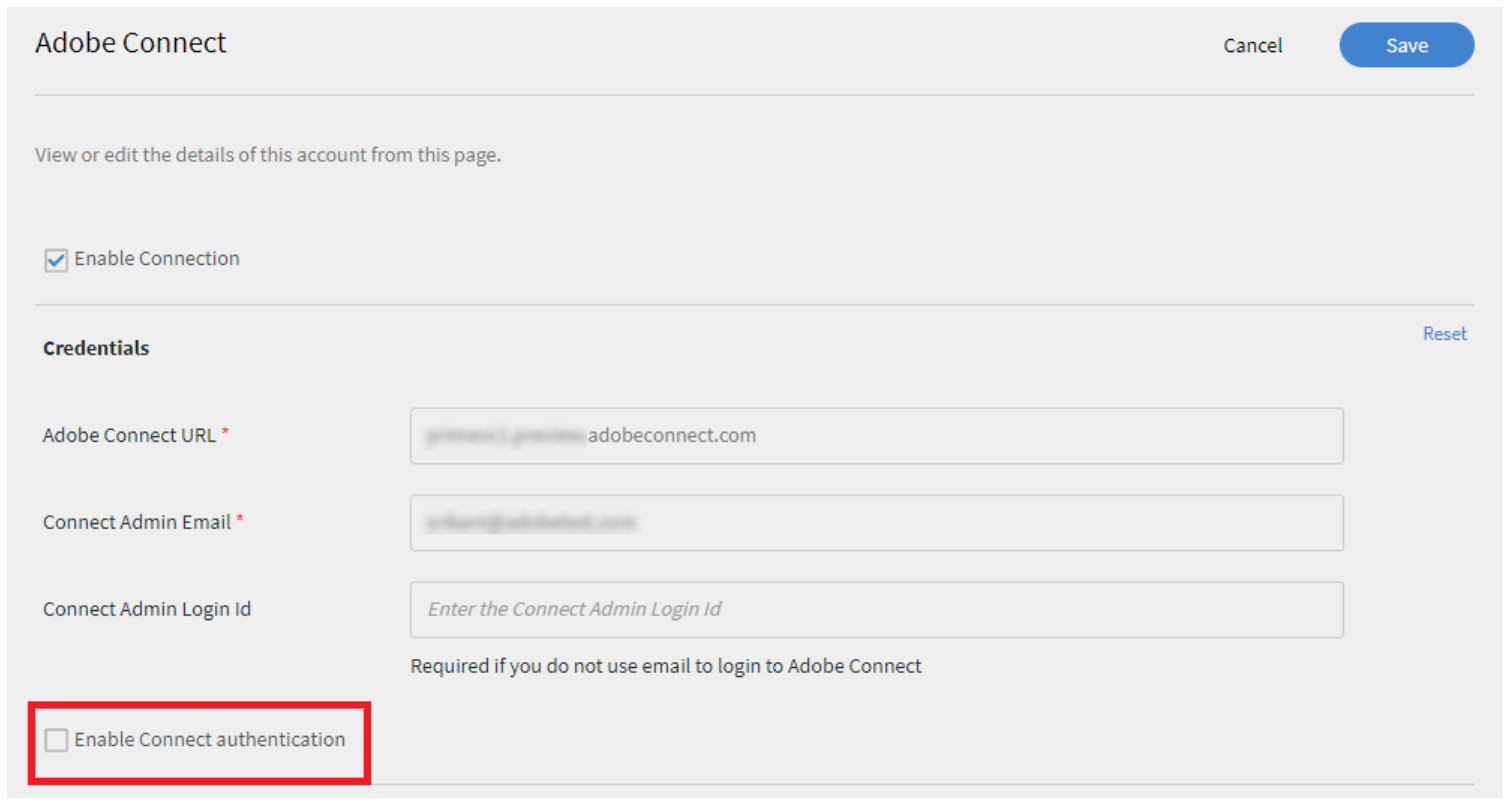 Adobe Connect
Cancel
Save
View or edit the details of this account from this page.
Enable Connection
Reset
Credentials
Adobe Connect URL *
.adobeconnect.com
Connect Admin Email *
Connect Admin Login Id
Enter the Connect Admin Login Id
Required if you do not use email to login to Adobe Connect
Enable Connect authentication